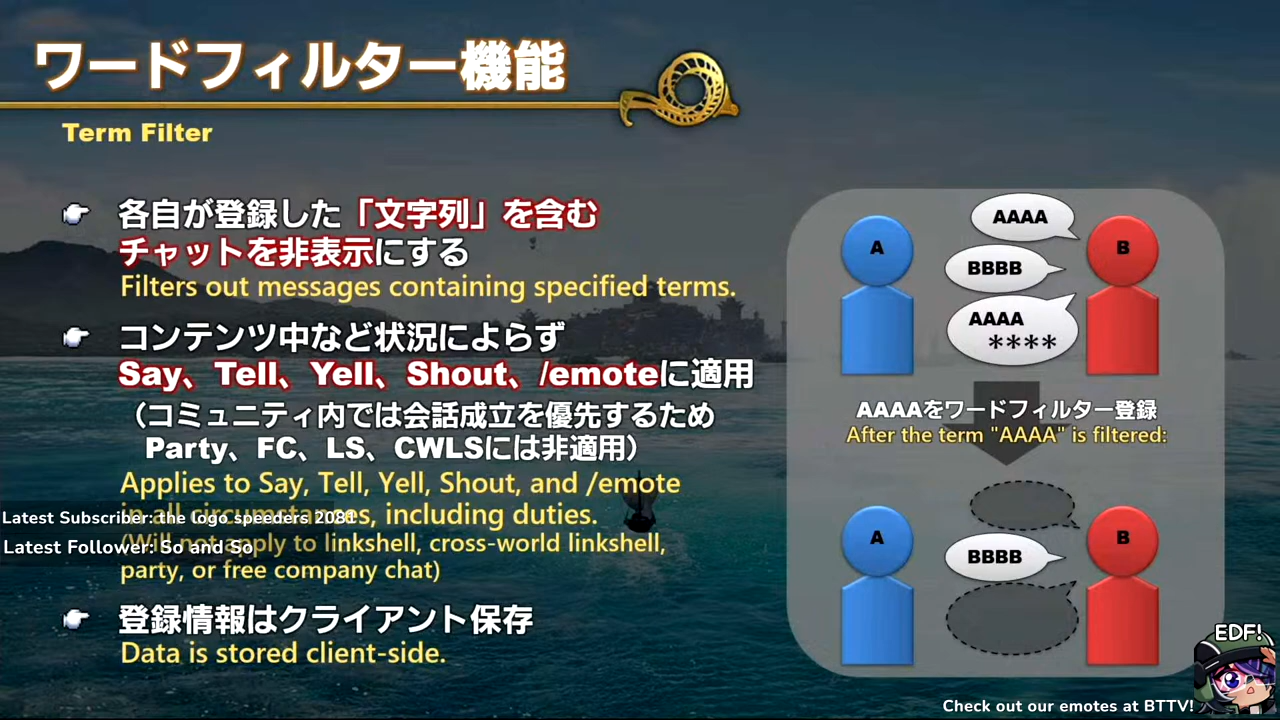 ワードフィルター機能
Term Filter
各自が登録した「文字列」を含む
チャットを非表示にする
Filters out messages containing specified terms.
コンテンツ中など状況によらず
Say、Tell、Yell、Shout、/emoteに適用
（コミュニティ内では会話成立を優先するため
Party、FC、LS、CWLSには非適用）
Applies to Say, Tell, Yell, Shout, and /emote
in all circumstances, including duties.
Latest Subscriber: the logo speeders 2081
(Will not apply to linkshell, cross-world linkshell,
Latest Follower: So and So
party, or free company chat)
登録情報はクライアント保存
Data is stored client-side.
AAAA
A
B
BBBB
AAAA
****
AAAAをワードフィルター登録
After the term "AAAA" is filtered:
A
B
BBBB
EDF!
Check out our emotes at BTTV!